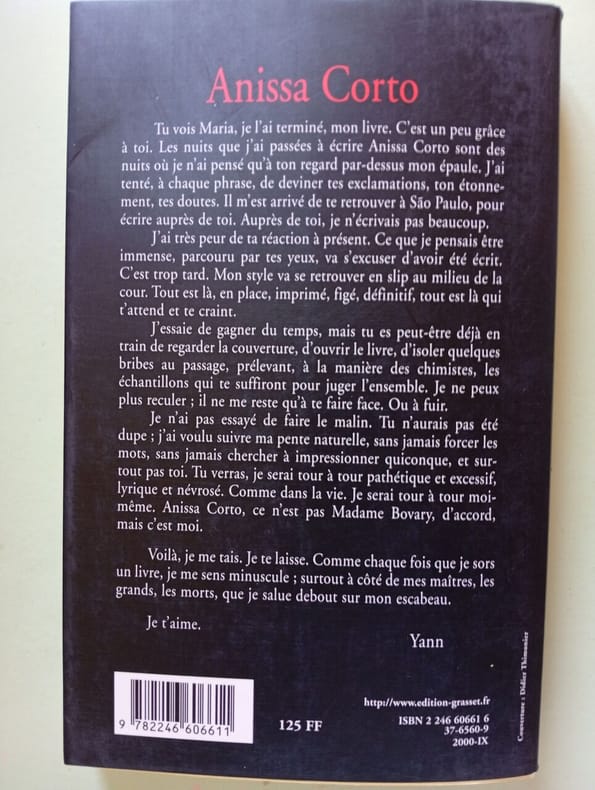 Anissa Corto
Tu vois Maria, je l'ai terminé, mon livre. C'est un peu grâce
à toi. Les nuits que j'ai passées à écrire Anissa Corto sont des
nuits où je n'ai pensé qu'à ton regard par-dessus mon épaule. J'ai
tenté, à chaque phrase, de deviner tes exclamations, ton étonne-
ment, tes doutes. Il m'est arrivé de te retrouver à São Paulo, pour
écrire auprès de toi. Auprès de toi, je n'écrivais pas beaucoup.
J'ai très peur de ta réaction à présent. Ce que je pensais être
immense, parcouru par tes yeux, va s'excuser d'avoir été écrit.
C'est trop tard. Mon style va se retrouver en slip au milieu de la
cour. Tout est là, en place, imprimé, figé, définitif, tout est là qui
t'attend et te craint.
J'essaie de gagner du temps, mais tu es peut-être déjà en
train de regarder la couverture, d'ouvrir le livre, d'isoler quelques
bribes au passage, prélevant, à la manière des chimistes, les
échantillons qui te suffiront pour juger l'ensemble. Je ne peux
plus reculer ; il ne me reste qu'à te faire face. Ou à fuir.
Je n'ai pas essayé de faire le malin. Tu n'aurais pas été
dupe ; j'ai voulu suivre ma pente naturelle, sans jamais forcer les
mots, sans jamais chercher à impressionner quiconque, et sur-
tout pas toi. Tu verras, je serai tour à tour pathétique et excessif,
lyrique et névrosé. Comme dans la vie. Je serai tour à tour moi-
même. Anissa Corto, ce n'est pas Madame Bovary, d'accord,
mais c'est moi.
Voilà, je me tais. Je te laisse. Comme chaque fois que je sors
un livre, je me sens minuscule ; surtout à côté de mes maîtres, les
grands, les morts, que je salue debout sur mon escabeau.
Je t'aime.
Yann
9 782246 606611
125 FF
http://www.edition-grasset.fr
ISBN 2 246 60661 6
37-6560-9
2000-IX
Couverture : Didier Thimonier